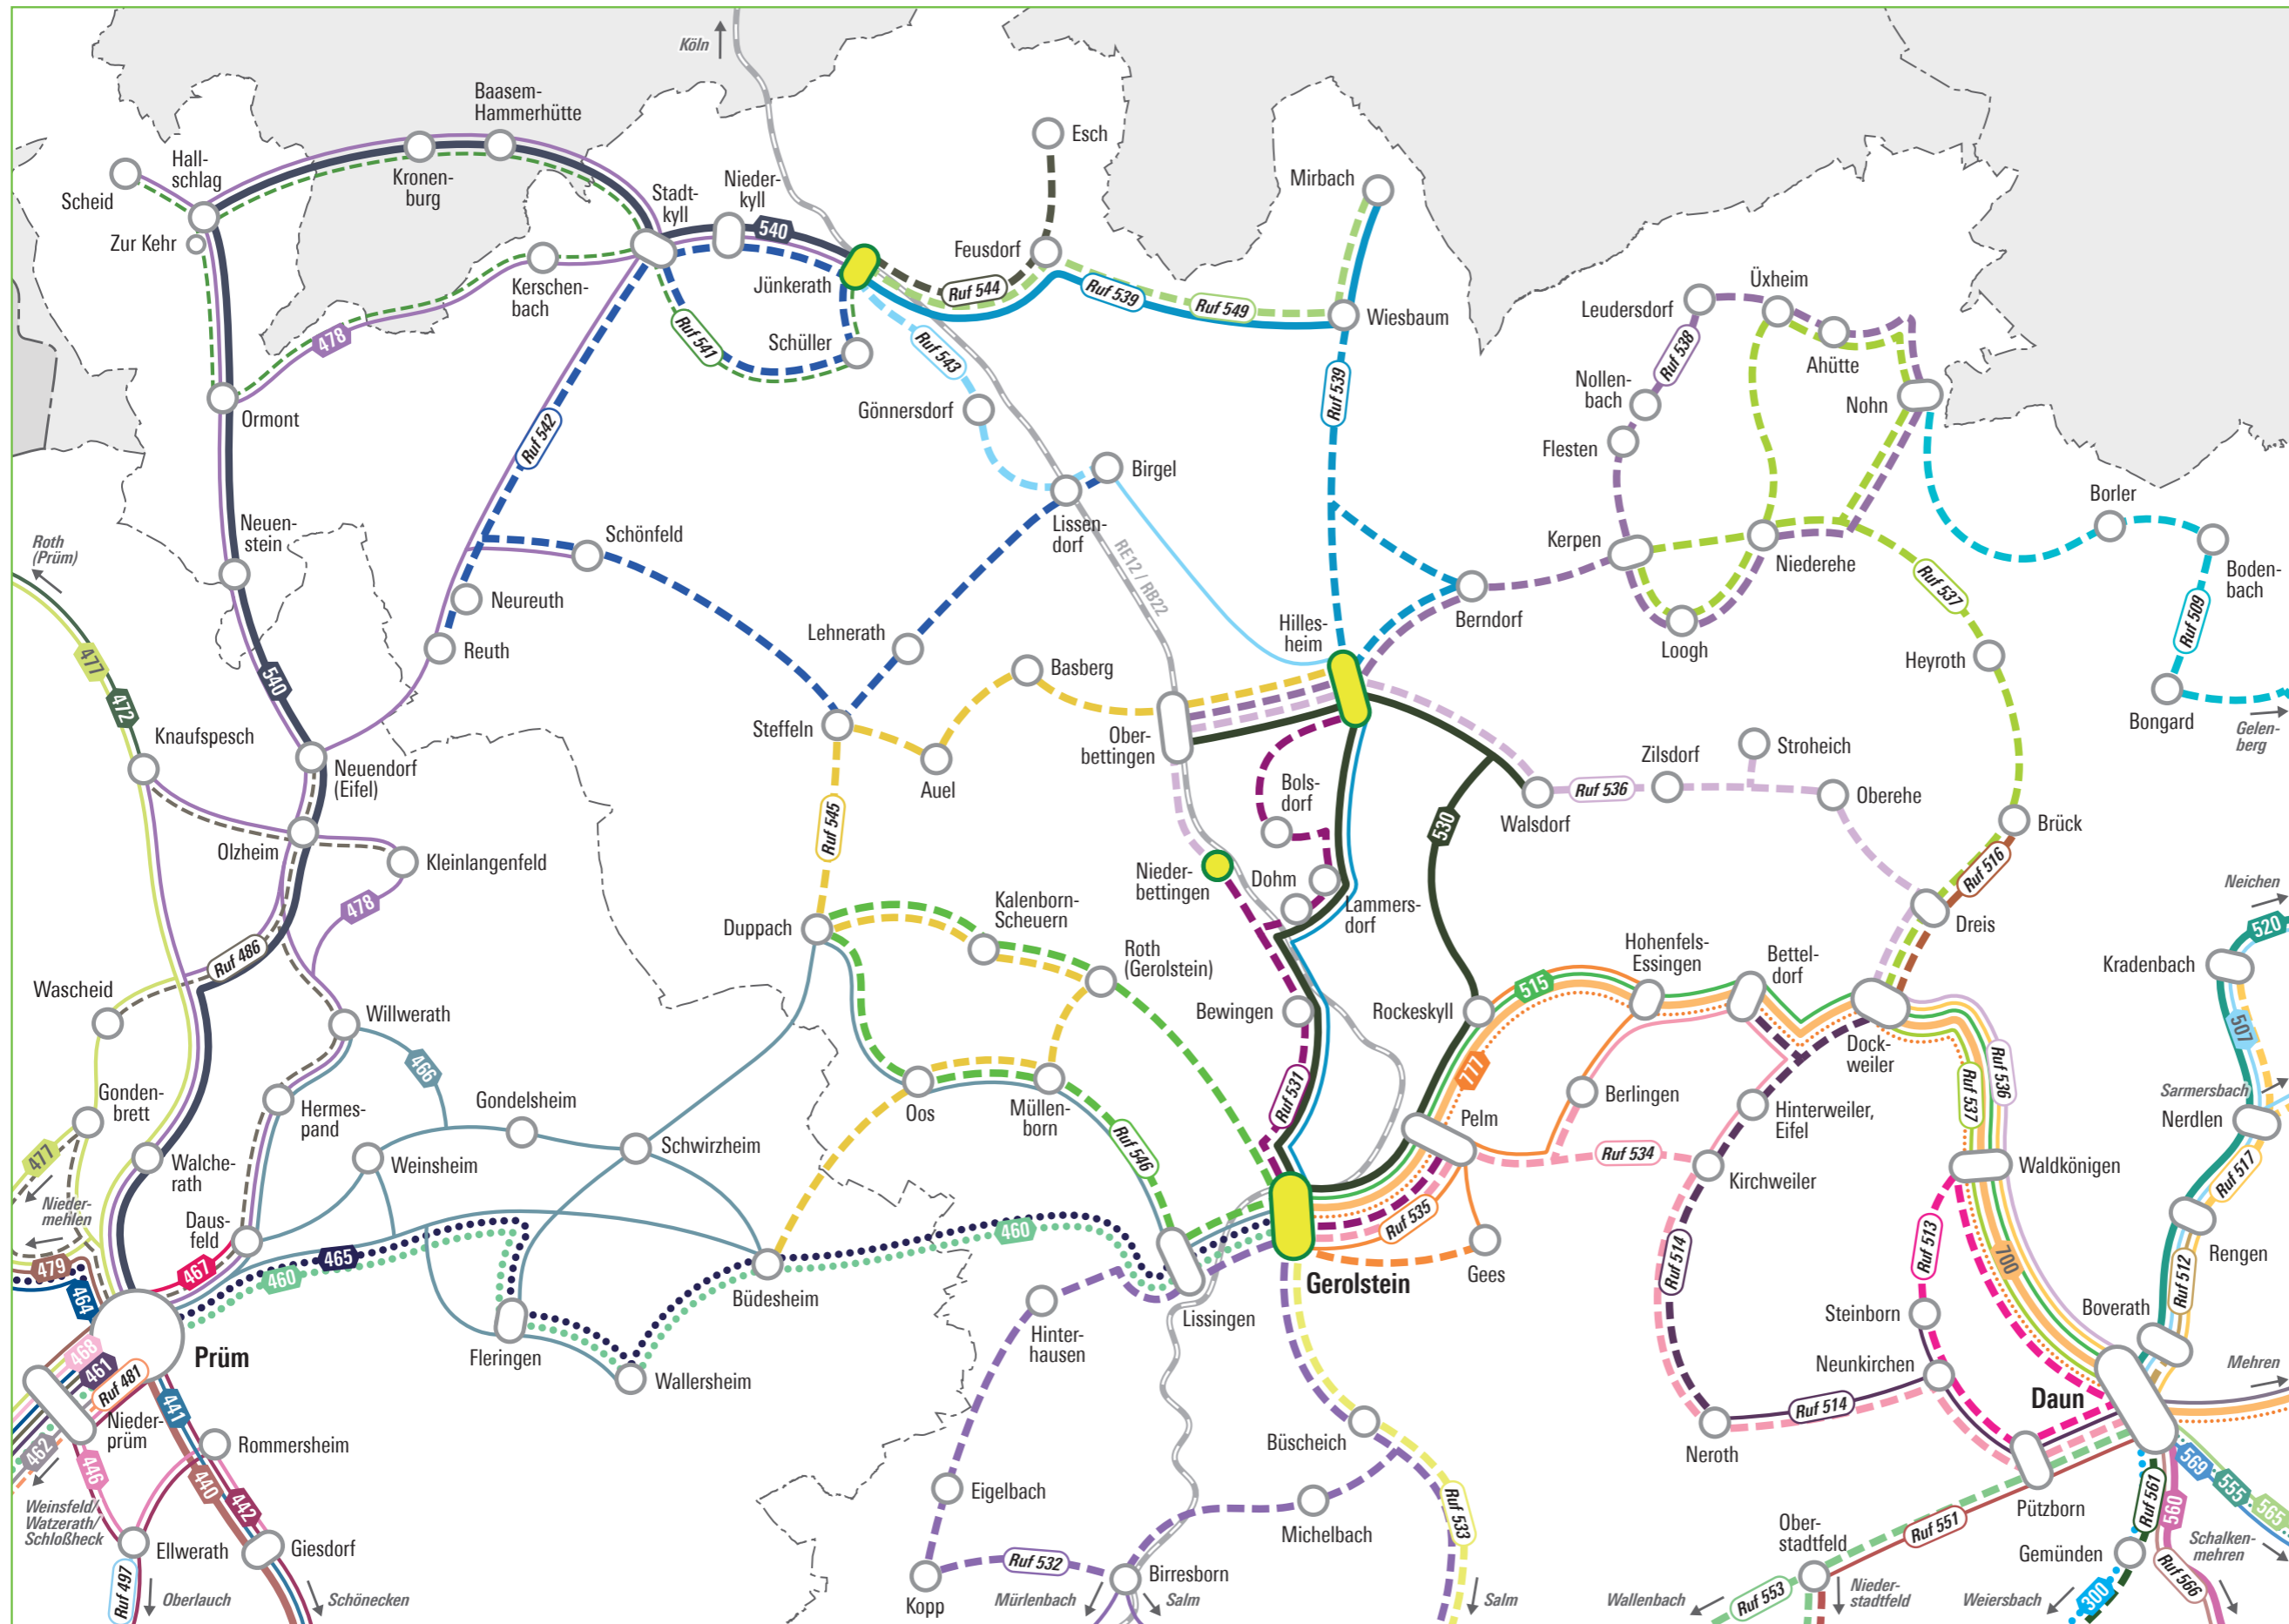 Köln
Baasem-
Hammerhütte
Hall-
schlag
Scheid
Zur Kehr
Kronen-
burg
Stadt-
kyll
Nieder-
kyll
540
Esch
Mirbach
Feusdorf
Jünkerath
Ruf 544
Ruf 539
Ruf 549
Wiesbaum
Kerschen-
bach
478
Ruf 541
Schüller
Ruf 543
Gönnersdorf
Ormont
Ruf 542
Ruf 539
Leudersdorf
Üxheim
Ruf 538
Ahütte
Nollen-
bach
Nohn
Flesten
Birgel
Lissen-
dorf
RE12 / RB22
Neuen-
stein
Schönfeld
Neureuth
Reuth
Lehnerath
Kerpen
Niederehe
Borler
Boden-
bach
Ruf 509
Ruf 537
Loogh
Berndorf
Hilles-
heim
Heyroth
Bongard
Gelen-
berg
Roth
(Prüm)
477
472
540
Basberg
Steffeln
Auel
Ober-
bettingen
Knaufspesch
Neuendorf
(Eifel)
Olzheim
Kleinlangenfeld
478
Ruf 545
Bols-
dorf
530
Walsdorf
Ruf 536
Zilsdorf
Stroheich
Oberehe
Brück
Ruf 516
Nieder-
bettingen
Dohm
Lammers-
dorf
Dreis
Neichen
520
Duppach
Kalenborn-
Scheuern
Roth
(Gerolstein)
Hohenfels-
Essingen
Bettel-
dorf
Kradenbach
Ruf 486
Wascheid
Willwerath
Bewingen
Rockeskyll
515
Dock-
weiler
507
466
777
Ruf 536
Ruf 537
Sarmersbach
Nerdlen
Gonden-
brett
Hermes-
pand
Gondelsheim
Oos
Müllen-
born
Ruf 531
Pelm
Berlingen
Hinterweiler,
Eifel
477
Walche-
rath
Weinsheim
Schwirzheim
Ruf 546
Ruf 534
Kirchweiler
Waldkönigen
Ruf 517
Nieder-
mehlen
Daus-
feld
467
465
460
460
Ruf 535
Gees
Ruf 514
Ruf 513
700
Rengen
Ruf 512
479
464
Büdesheim
Gerolstein
Lissingen
Hinter-
hausen
Steinborn
Boverath
Prüm
468
461
Ruf 481
Fleringen
Wallersheim
Neunkirchen
Mehren
Daun
441
Nieder-
prüm
462
446
Rommersheim
440
442
Büscheich
Ruf 514
Neroth
Pützborn
569
555
565
Ruf 561
560
Weinsfeld/
Watzerath/
Schloßheck
Eigelbach
Michelbach
Ruf 533
Ober-
stadtfeld
Ruf 551
Gemünden
Schalken-
mehren
Ellwerath
Giesdorf
Ruf 497
Oberlauch
Schönecken
Kopp
Ruf 532
Birresborn
Mürlenbach
Salm
Salm
Wallenbach
Ruf 553
Nieder-
stadtfeld
Weiersbach
300
Ruf 566